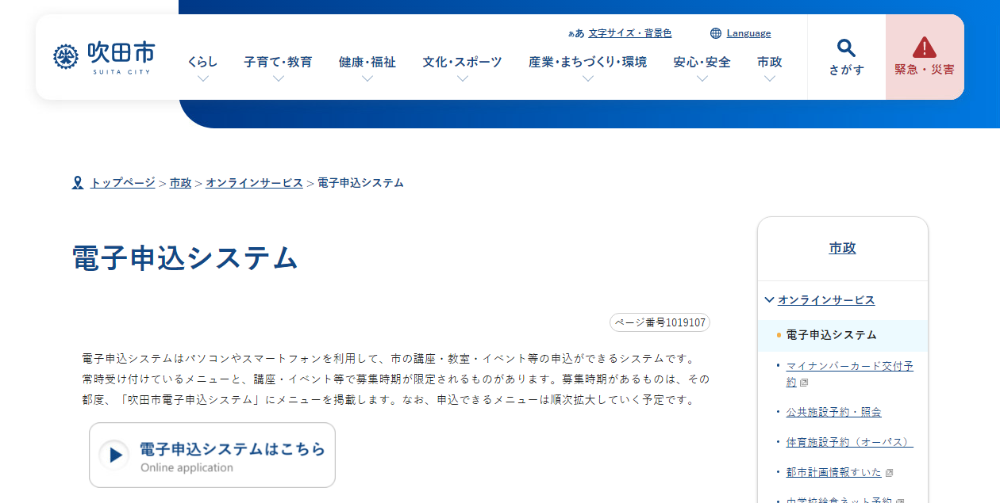 吹田市
SUITA CITY
ああ 文字サイズ・背景色
Language
くらし
子育て・教育
健康・福祉
文化・スポーツ
産業・まちづくり・環境
安心・安全
市政
さがす
緊急・災害
トップページ > 市政 > オンラインサービス > 電子申込システム
電子申込システム
ページ番号1019107
電子申込システムはパソコンやスマートフォンを利用して、市の講座・教室・イベント等の申込ができるシステムです。
常時受け付けているメニューと、講座・イベント等で募集時期が限定されるものがあります。募集時期があるものは、その
都度、「吹田市電子申込システム」にメニューを掲載します。なお、申込できるメニューは順次拡大していく予定です。
電子申込システムはこちら
Online application
市政
オンラインサービス
電子申込システム
マイナンバーカード交付予
約
公共施設予約・照会
体育施設予約（オーパス）
都市計画情報すいた
中学校給食ネット予約